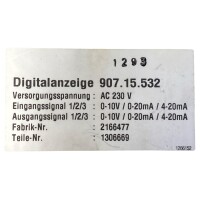 1293
Digitalanzeige 907.15.532
Versorgungsspannung : AC 230 V
Eingangssignal 1/2/3 : 0-10V / 0-20mA / 4-20mA
Ausgangssignal 1/2/3 : 0-10V / 0-20mA / 4-20mA
Fabrik-Nr. : 2166477
Teile-Nr. : 1306669